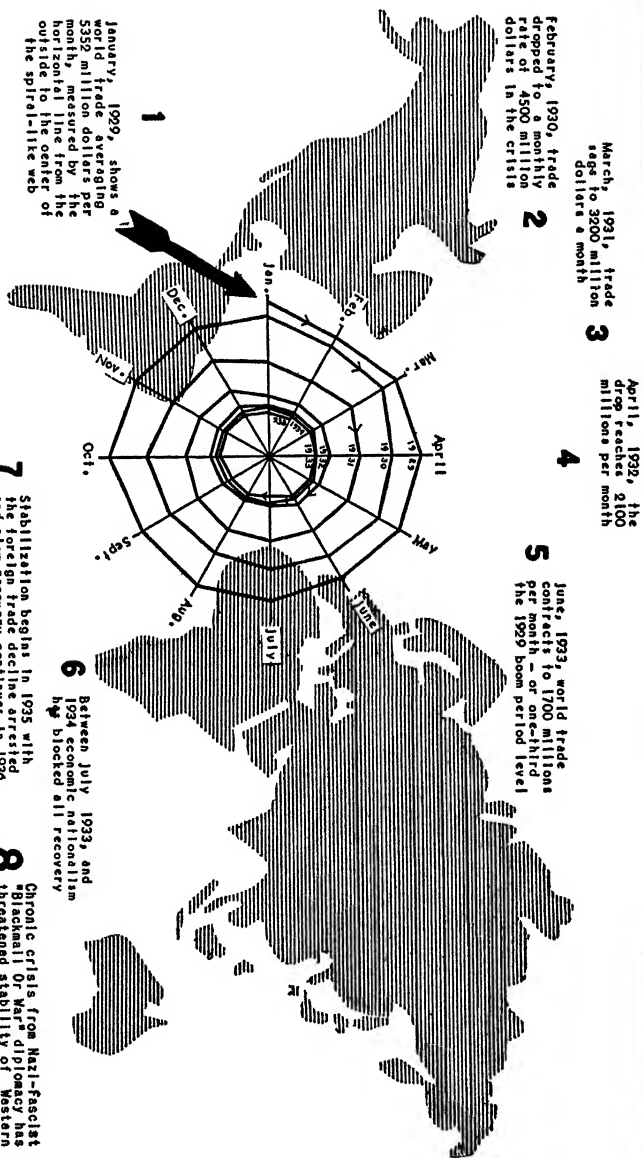 1
January, 1929, shows a
world trade averaging
5352 million dollars per
month, measured by the
horizontal line from the
outside to the center of
the spiral-like web
2
February, 1930, trade
dropped to a monthly
rate of 4500 million
dollars in the crisis
3
March, 1931, trade
sags to 3200 million
dollars a month
4
April, 1932, the
drop reaches 2100
millions per month
5
June, 1933, world trade
contracts to 1700 millions
per month - or one-third
the 1929 boom period level
6
Between July 1933, and
1934 economic nationalism
has blocked all recovery
7
Stabilization begins in 1935 with
the foreign trade decline arrested
8
Chronic crisis from Nazi-Fascist
"Blackmail Or War" diplomacy has
threatened stability of Western
Jan.
Feb.
Mar.
April
May
June
July
Aug.
Sept.
Oct.
Nov.
Dec.
1929
1930
1931
1932
1933
1934